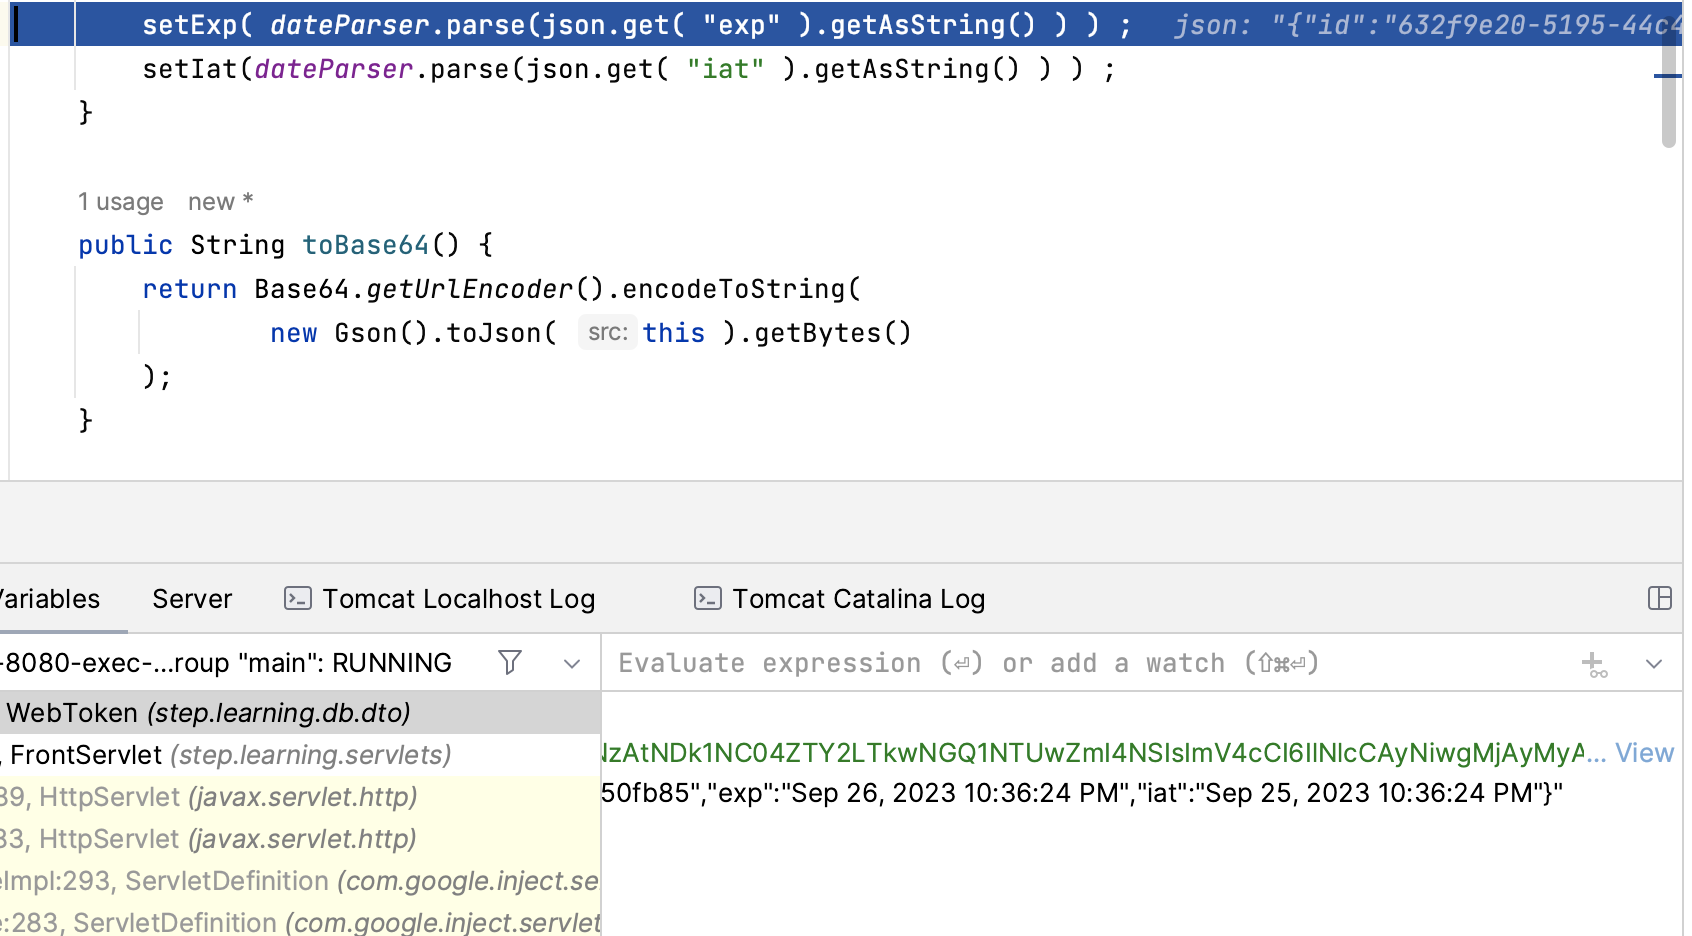 setExp( dateParser.parse(json.get( "exp" ).getAsString() ) ) ; json: "{"id":"632f9e20-5195-44c4
setIat(dateParser.parse(json.get( "iat" ).getAsString() ) ) ;
}
1 usage new *
public String toBase64() {
return Base64.getUrlEncoder().encodeToString(
new Gson().toJson( src: this ).getBytes()
);
}
Variables Server Tomcat Localhost Log Tomcat Catalina Log
-8080-exec-...roup "main": RUNNING Evaluate expression (⏎) or add a watch (⇧⌘⏎)
WebToken (step.learning.db.dto)
, FrontServlet (step.learning.servlets)
NzAtNDk1NC04ZTY2LTkwNGQ1NTUwZmI4NSIsImV4cCI6IlNlcCAyNiwgMjAyMyA... View
39, HttpServlet (javax.servlet.http)
50fb85","exp":"Sep 26, 2023 10:36:24 PM","iat":"Sep 25, 2023 10:36:24 PM"}"
33, HttpServlet (javax.servlet.http)
eImpl:293, ServletDefinition (com.google.inject.se
e:283, ServletDefinition (com.google.inject.servlet